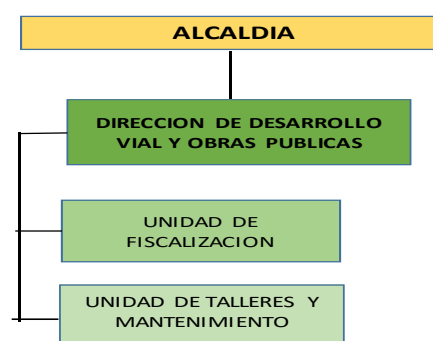 ALCALDIA
DIRECCION DE DESARROLLO
VIAL Y OBRAS PUBLICAS
UNIDAD DE
FISCALIZACION
UNIDAD DE TALLERES Y
MANTENIMIENTO